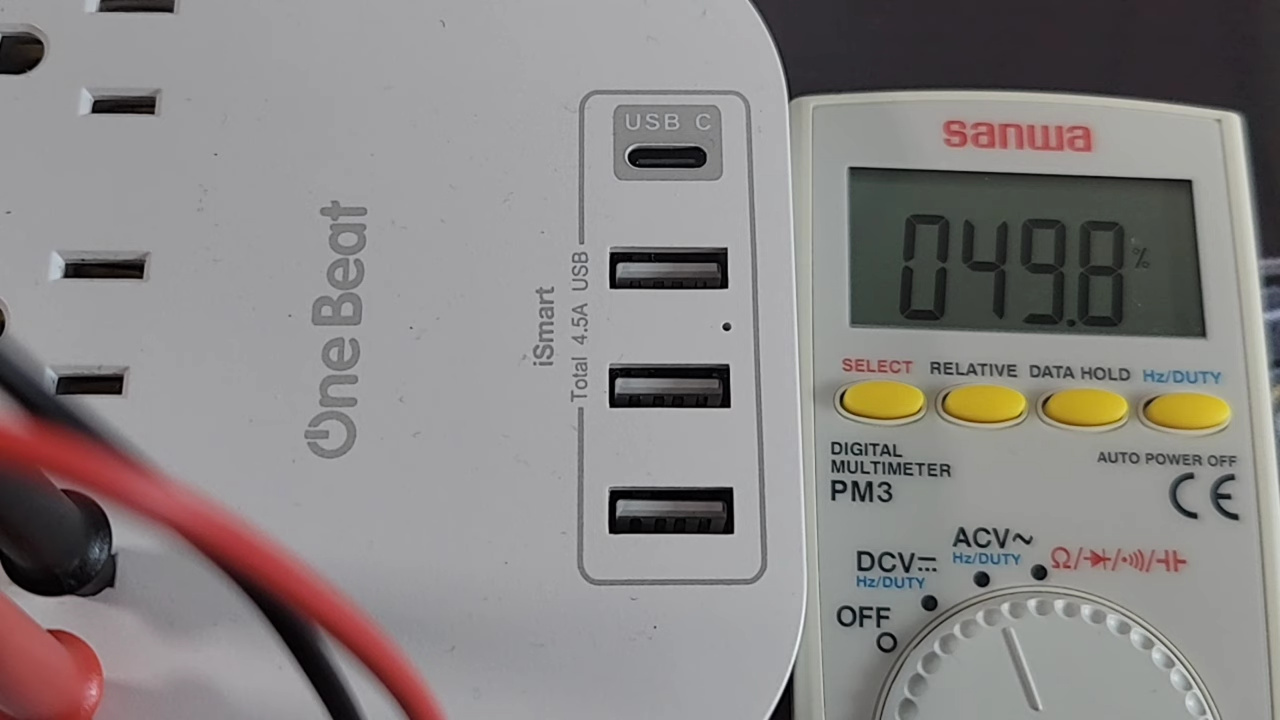 USB C
OneBeat
iSmart
Total 4.5A USB
sanwa
049.8 %
SELECT RELATIVE DATA HOLD Hz/DUTY
DIGITAL
MULTIMETER
PM3
AUTO POWER OFF
CE
ACV~
Hz/DUTY
DCV⎓
Hz/DUTY
OFF
Ω/